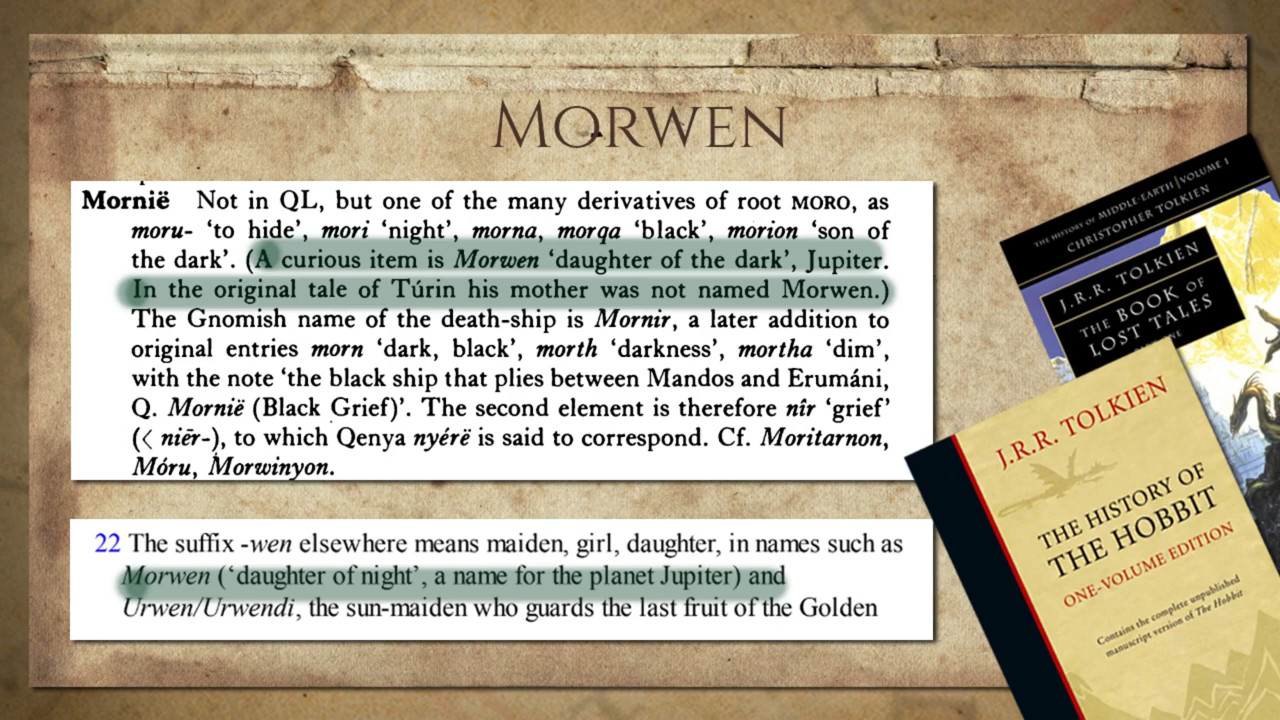 MORWEN
Mornië Not in QL, but one of the many derivatives of root MORO, as
moru- ‘to hide’, mori ‘night’, morna, morqa ‘black’, morion ‘son of
the dark’. (A curious item is Morwen ‘daughter of the dark’, Jupiter.
In the original tale of Túrin his mother was not named Morwen.)
The Gnomish name of the death-ship is Mornir, a later addition to
original entries morn ‘dark, black’, morth ‘darkness’, mortha ‘dim’,
with the note ‘the black ship that plies between Mandos and Erumáni,
Q. Mornië (Black Grief)’. The second element is therefore nîr ‘grief’
(< niēr-), to which Qenya nyérë is said to correspond. Cf. Moritarnon,
Móru, Morwinyon.
22 The suffix -wen elsewhere means maiden, girl, daughter, in names such as
Morwen (‘daughter of night’, a name for the planet Jupiter) and
Urwen/Urwendi, the sun-maiden who guards the last fruit of the Golden
THE HISTORY OF MIDDLE-EARTH | VOLUME 1
CHRISTOPHER TOLKIEN
J.R.R. TOLKIEN
THE BOOK OF
LOST TALES
J.R.R. TOLKIEN
THE HISTORY OF
THE HOBBIT
ONE-VOLUME EDITION
Contains the complete unpublished
manuscript version of The Hobbit